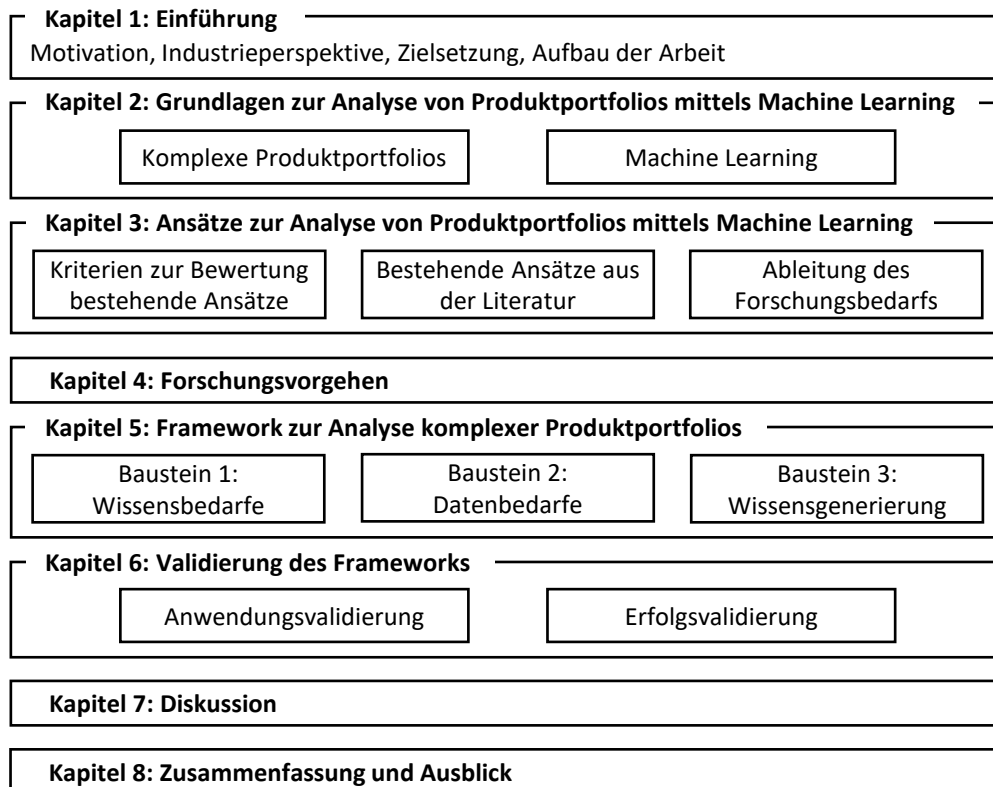 Kapitel 1: Einführung
Motivation, Industrieperspektive, Zielsetzung, Aufbau der Arbeit
Kapitel 2: Grundlagen zur Analyse von Produktportfolios mittels Machine Learning
Komplexe Produktportfolios
Machine Learning
Kapitel 3: Ansätze zur Analyse von Produktportfolios mittels Machine Learning
Kriterien zur Bewertung
bestehende Ansätze
Bestehende Ansätze aus
der Literatur
Ableitung des
Forschungsbedarfs
Kapitel 4: Forschungsvorgehen
Kapitel 5: Framework zur Analyse komplexer Produktportfolios
Baustein 1:
Wissensbedarfe
Baustein 2:
Datenbedarfe
Baustein 3:
Wissensgenerierung
Kapitel 6: Validierung des Frameworks
Anwendungsvalidierung
Erfolgsvalidierung
Kapitel 7: Diskussion
Kapitel 8: Zusammenfassung und Ausblick